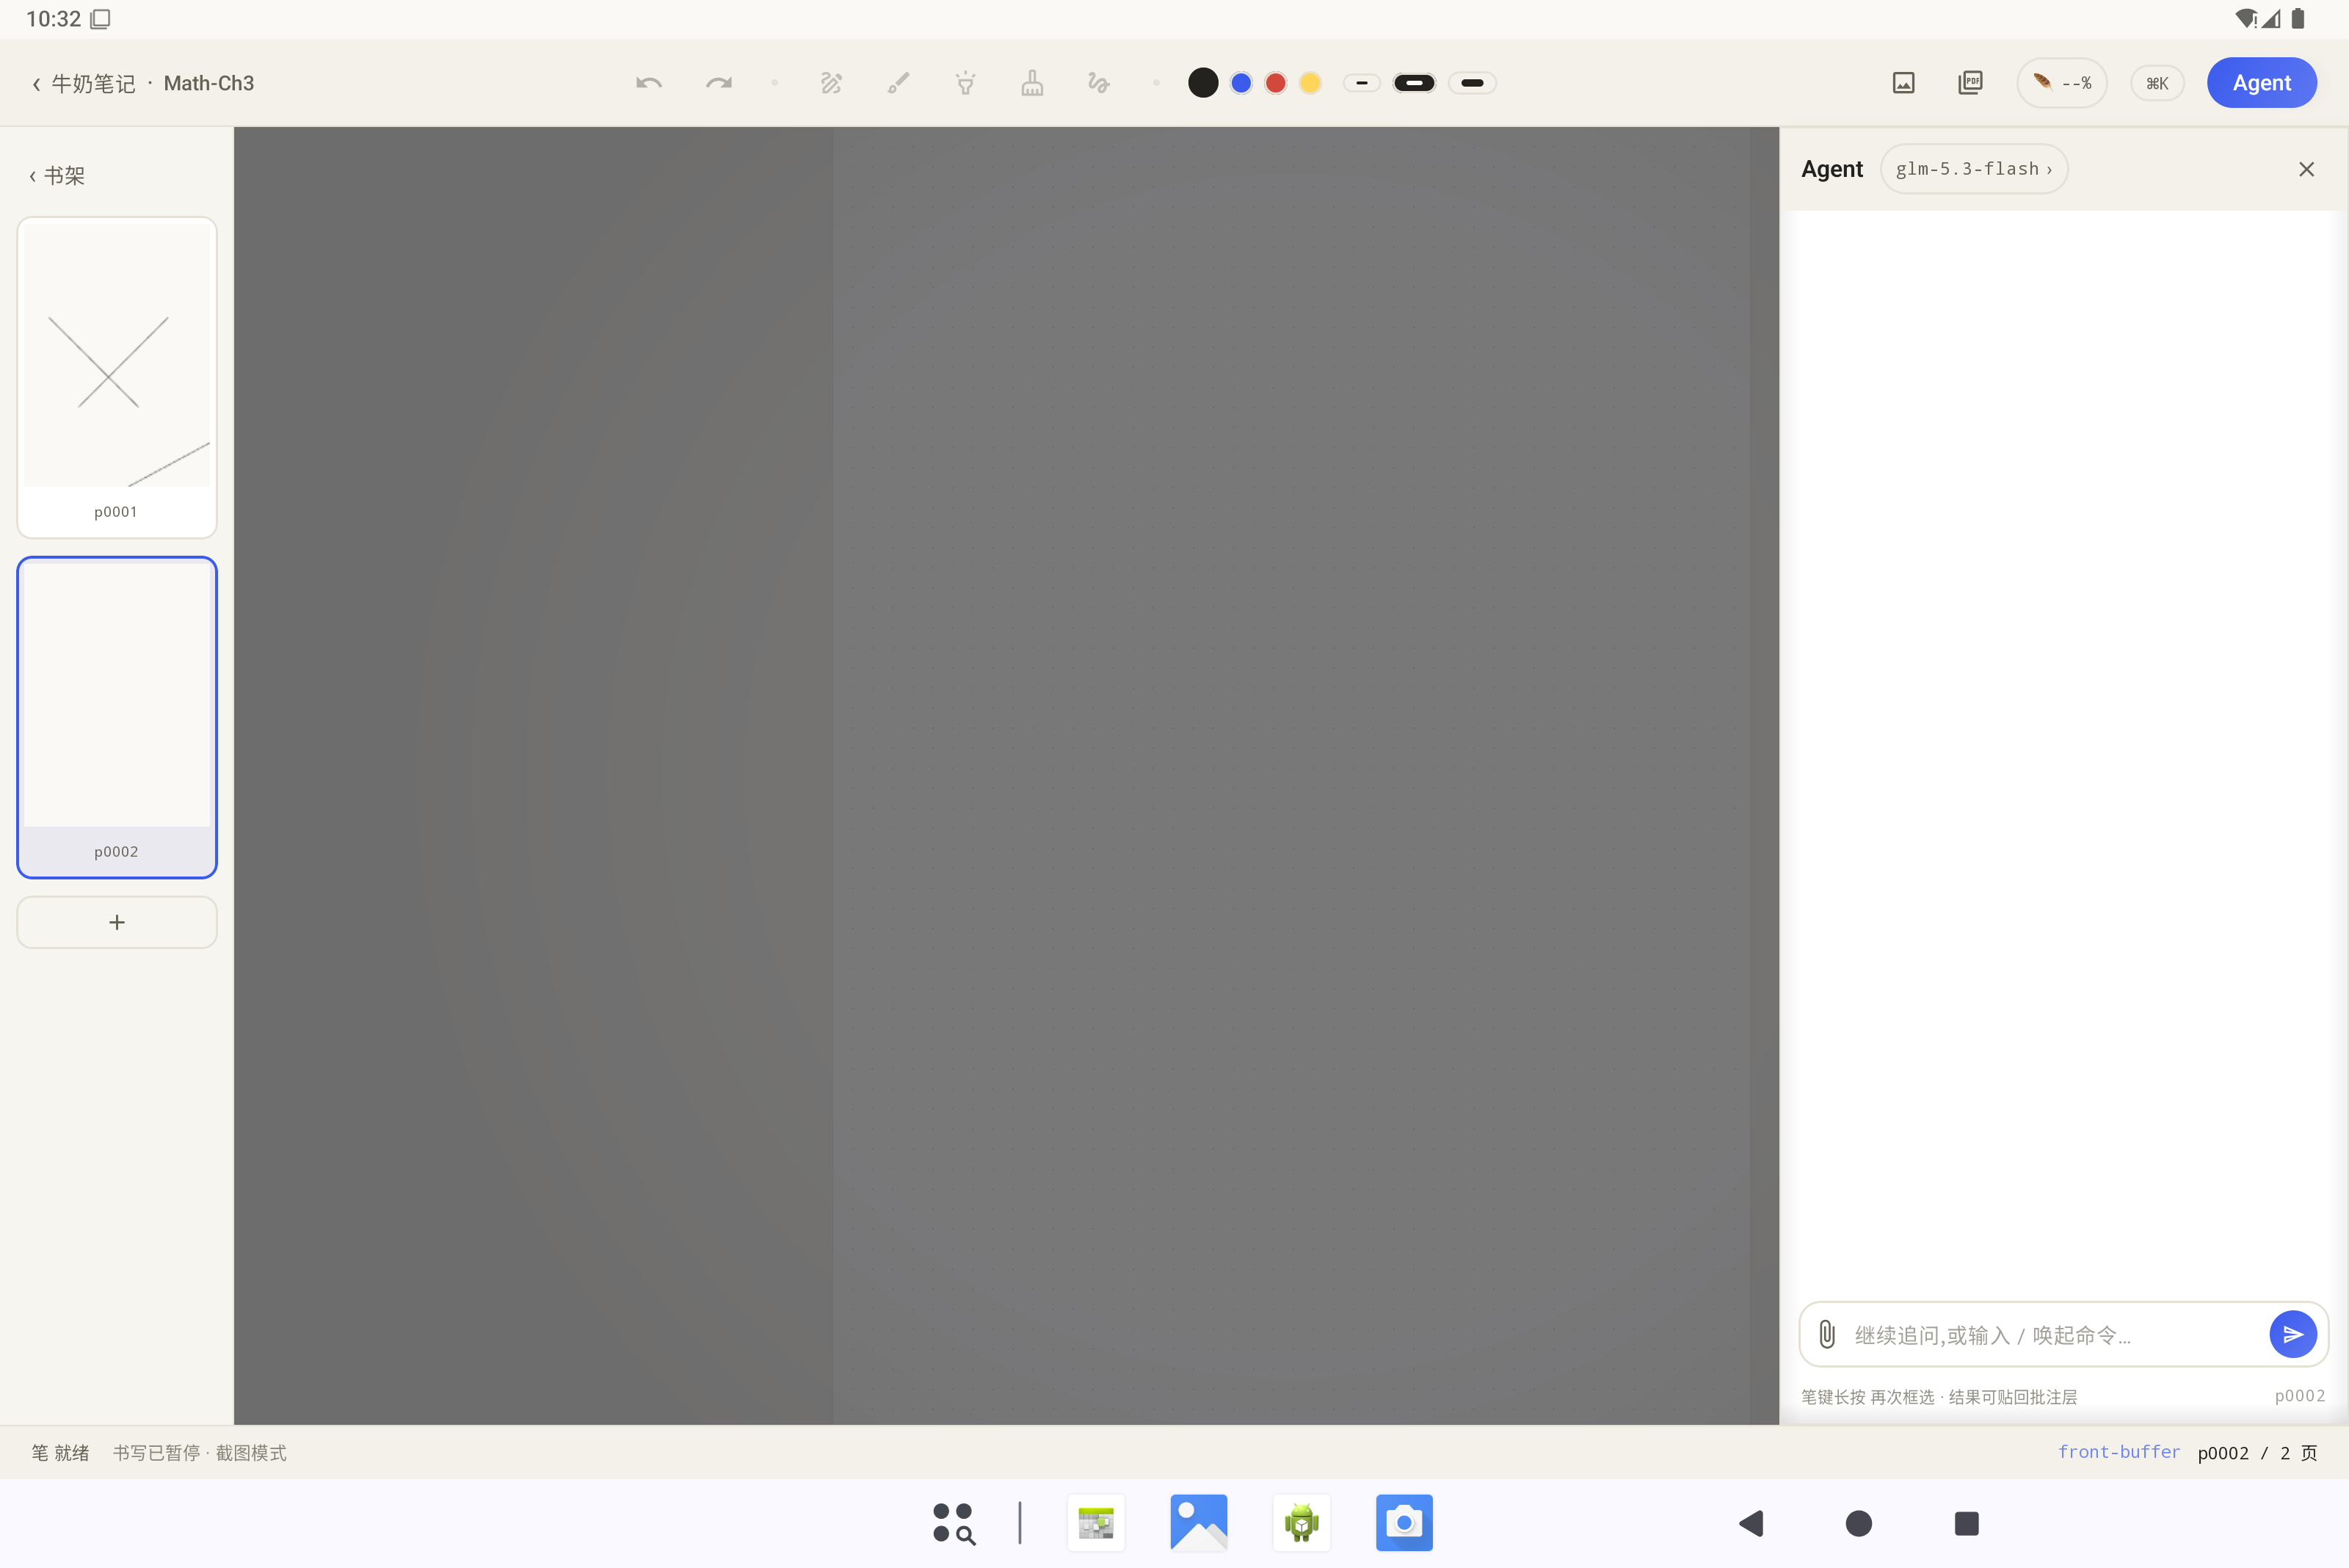 10:32
‹ 牛奶笔记 · Math-Ch3
PDF
--%
⌘K
Agent
‹ 书架
p0001
p0002
+
Agent
glm-5.3-flash ›
继续追问,或输入 / 唤起命令…
笔键长按 再次框选 · 结果可贴回批注层
p0002
笔 就绪 书写已暂停 · 截图模式
front-buffer p0002 / 2 页